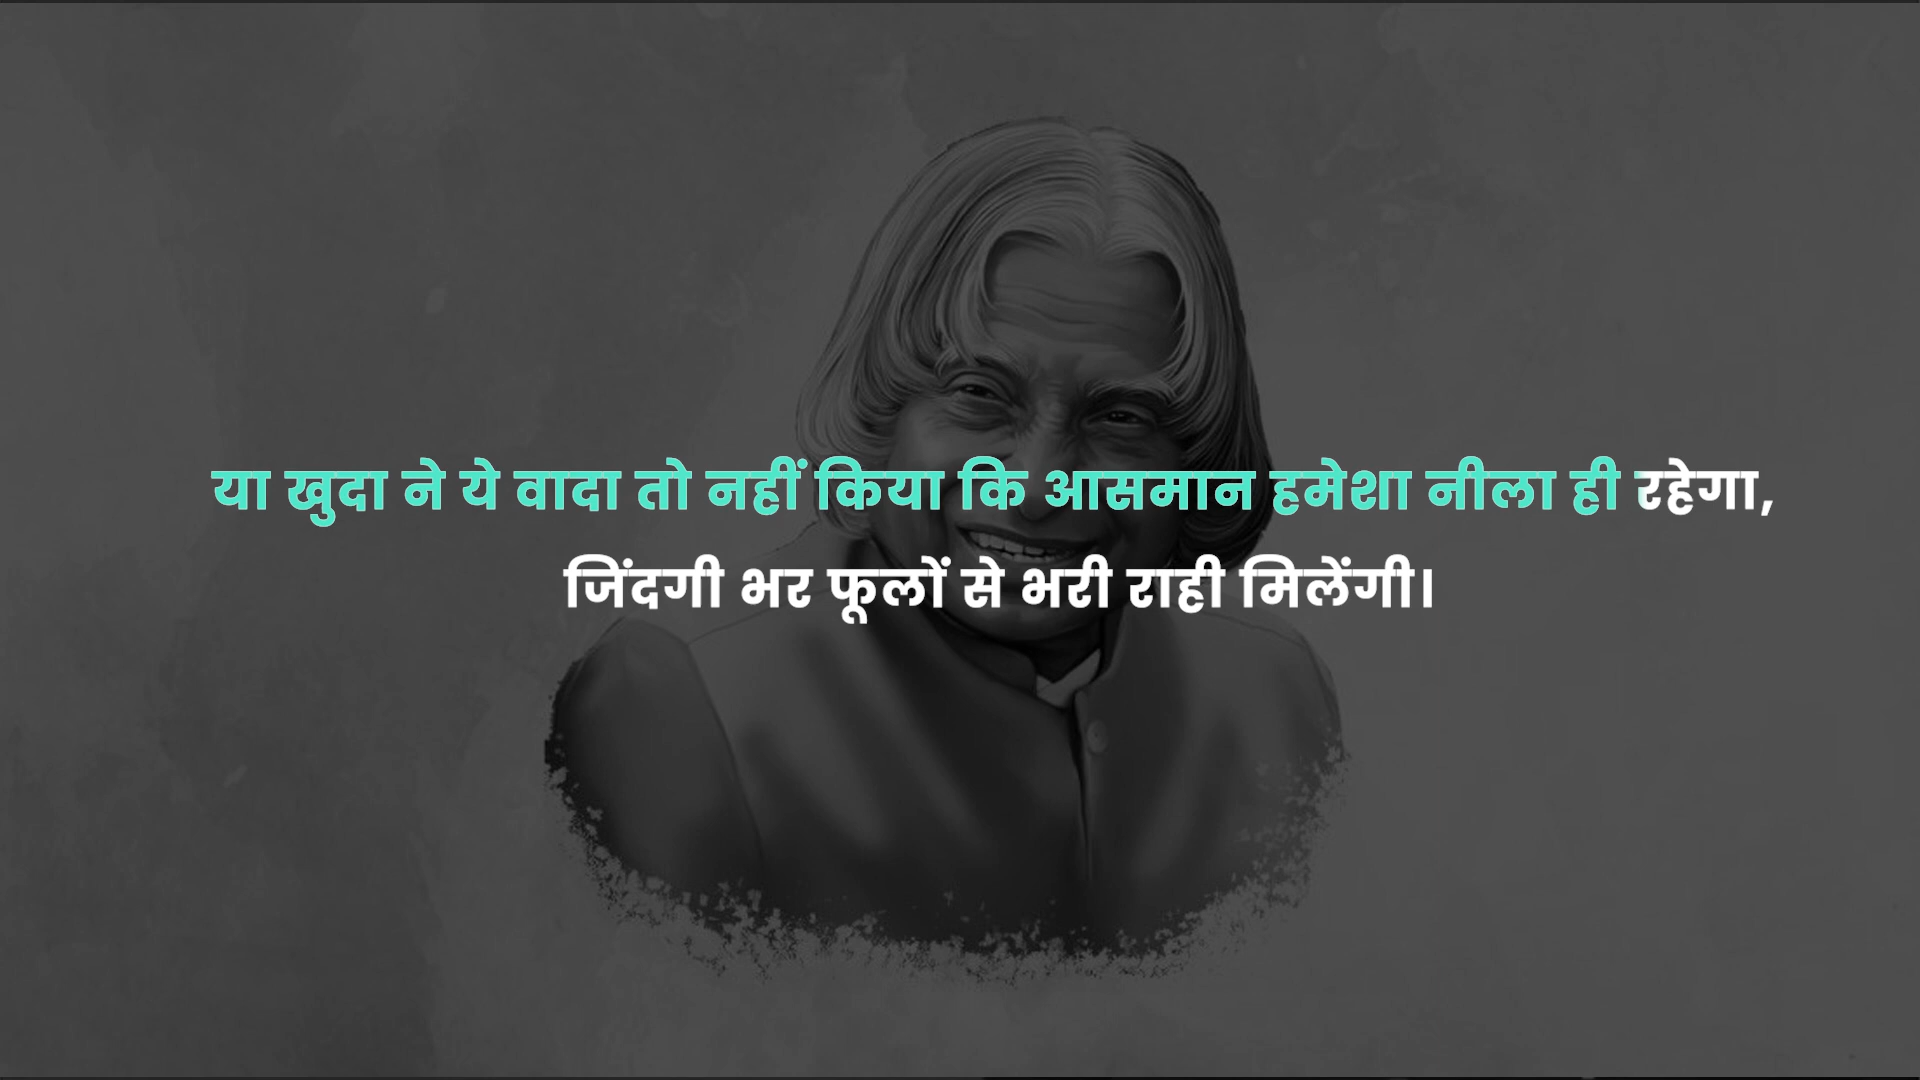 या खुदा ने ये वादा तो नहीं किया कि आसमान हमेशा नीला ही रहेगा,
जिंदगी भर फूलों से भरी राही मिलेंगी।